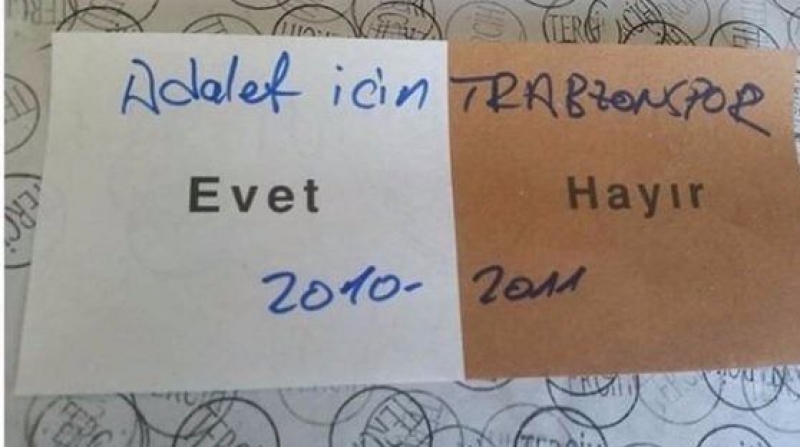 Adalet için TRABZONSPOR
Evet Hayır
2010- 2011